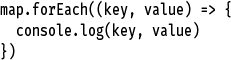 map.forEach((key, value) => {
  console.log(key, value)
})